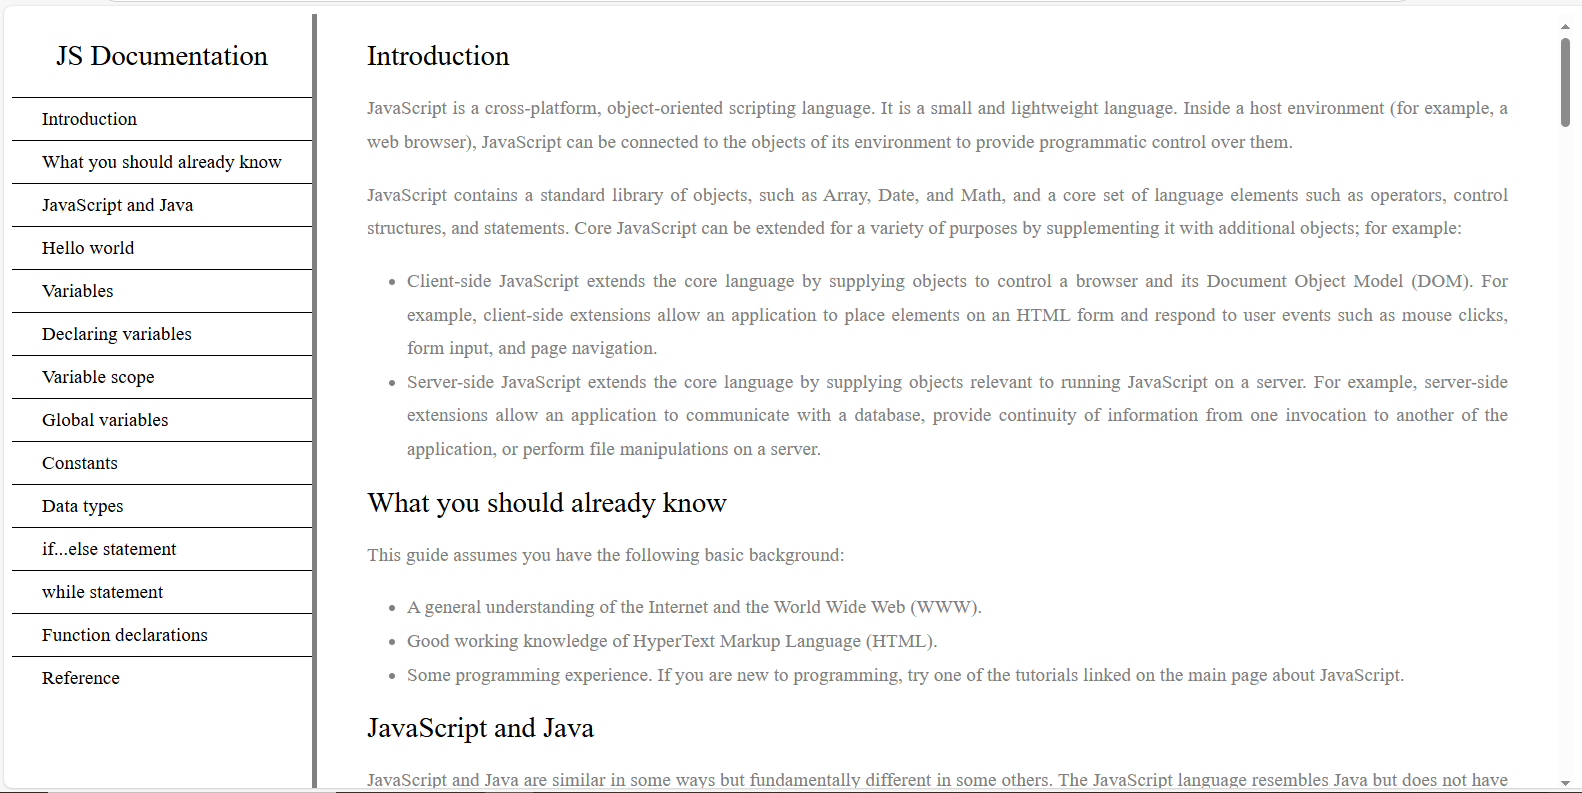 JS Documentation
Introduction
What you should already know
JavaScript and Java
Hello world
Variables
Declaring variables
Variable scope
Global variables
Constants
Data types
if...else statement
while statement
Function declarations
Reference
Introduction
JavaScript is a cross-platform, object-oriented scripting language. It is a small and lightweight language. Inside a host environment (for example, a
web browser), JavaScript can be connected to the objects of its environment to provide programmatic control over them.
JavaScript contains a standard library of objects, such as Array, Date, and Math, and a core set of language elements such as operators, control
structures, and statements. Core JavaScript can be extended for a variety of purposes by supplementing it with additional objects; for example:
• Client-side JavaScript extends the core language by supplying objects to control a browser and its Document Object Model (DOM). For
example, client-side extensions allow an application to place elements on an HTML form and respond to user events such as mouse clicks,
form input, and page navigation.
• Server-side JavaScript extends the core language by supplying objects relevant to running JavaScript on a server. For example, server-side
extensions allow an application to communicate with a database, provide continuity of information from one invocation to another of the
application, or perform file manipulations on a server.
What you should already know
This guide assumes you have the following basic background:
• A general understanding of the Internet and the World Wide Web (WWW).
• Good working knowledge of HyperText Markup Language (HTML).
• Some programming experience. If you are new to programming, try one of the tutorials linked on the main page about JavaScript.
JavaScript and Java
JavaScript and Java are similar in some ways but fundamentally different in some others. The JavaScript language resembles Java but does not have